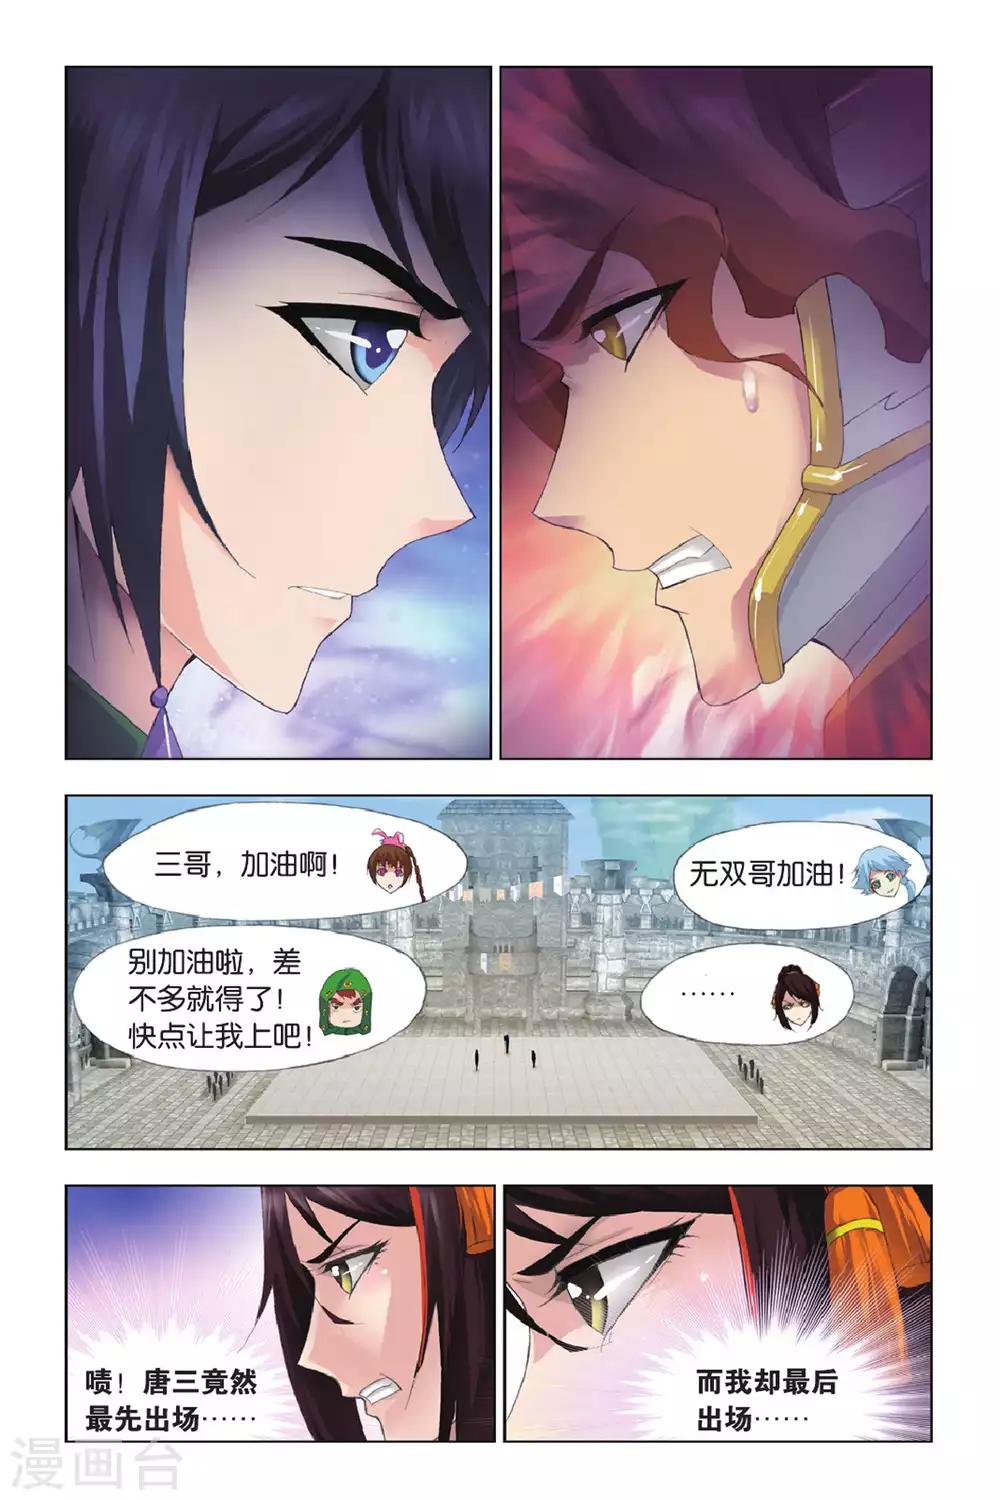 三哥，加油啊！
无双哥加油！
别加油啦，差
不多就得了！
快点让我上吧！
……
啧！唐三竟然
最先出场……
而我却最后
出场……
漫画台